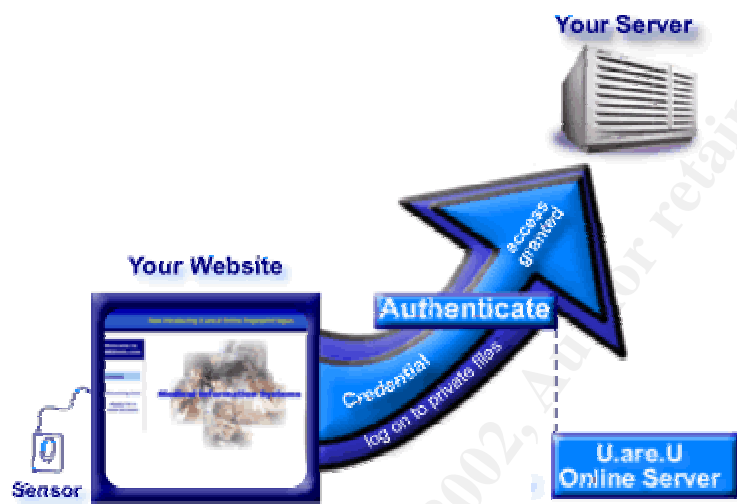 Your Server
access
granted
Your Website
Authenticate
Credential
log on to private files
Medical Information Systems
Sensor
U.are.U
Online Server
2002, Author retain